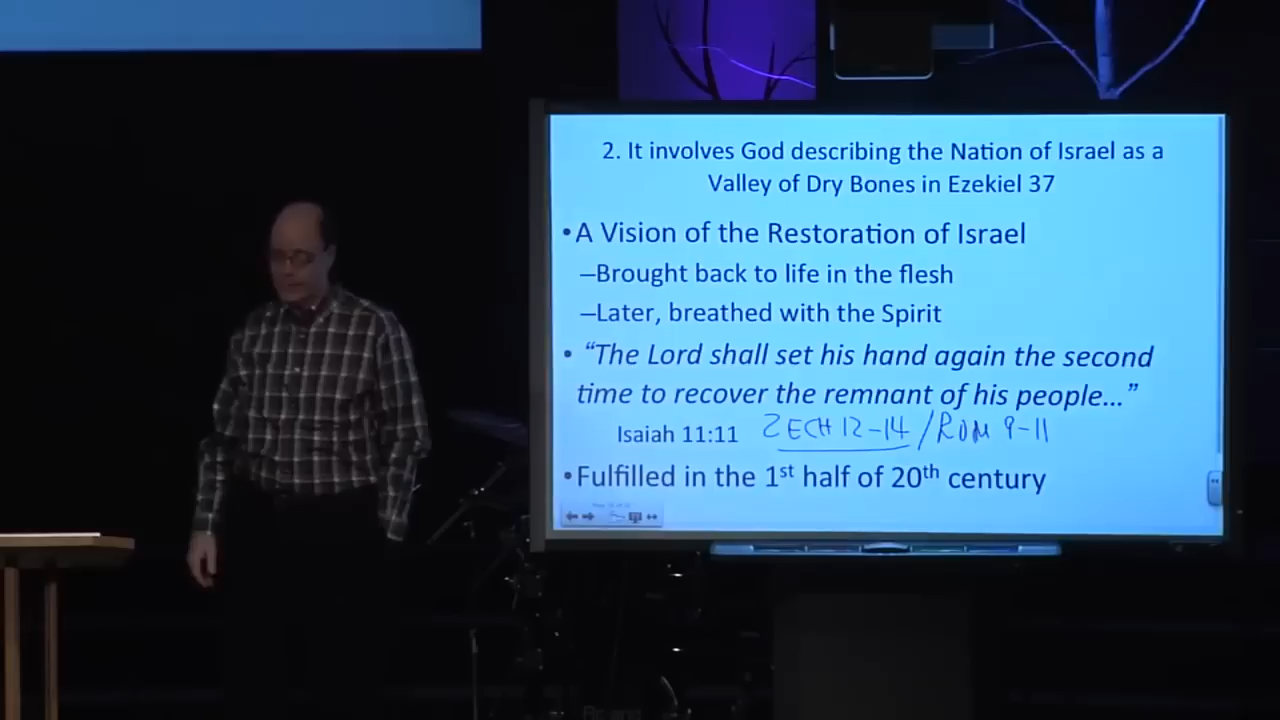 2. It involves God describing the Nation of Israel as a
Valley of Dry Bones in Ezekiel 37
•A Vision of the Restoration of Israel
–Brought back to life in the flesh
–Later, breathed with the Spirit
• “The Lord shall set his hand again the second
time to recover the remnant of his people…”
Isaiah 11:11 ZECH 12-14 / ROM 9-11
•Fulfilled in the 1st half of 20th century